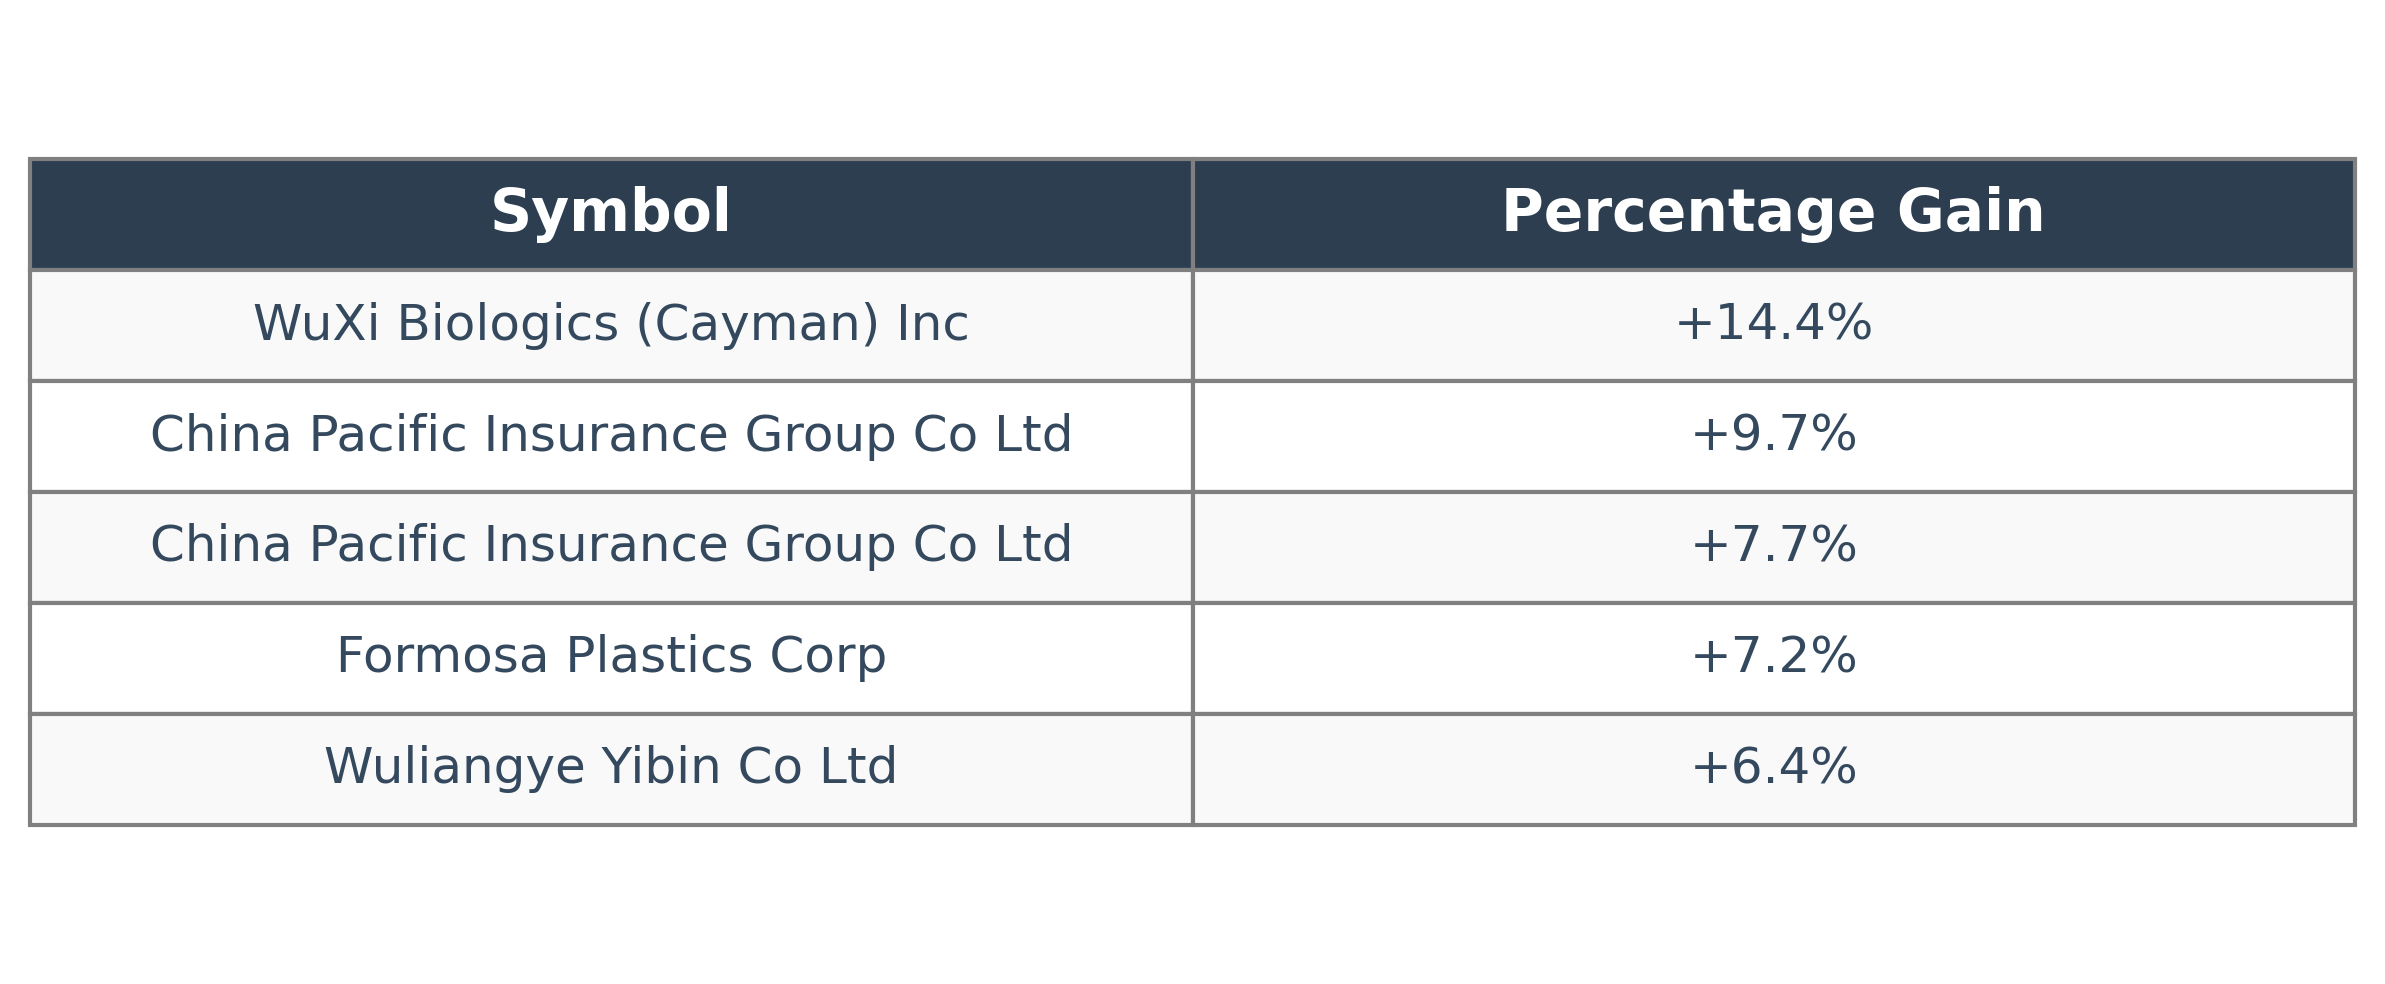 Symbol Percentage Gain
WuXi Biologics (Cayman) Inc +14.4%
China Pacific Insurance Group Co Ltd +9.7%
China Pacific Insurance Group Co Ltd +7.7%
Formosa Plastics Corp +7.2%
Wuliangye Yibin Co Ltd +6.4%